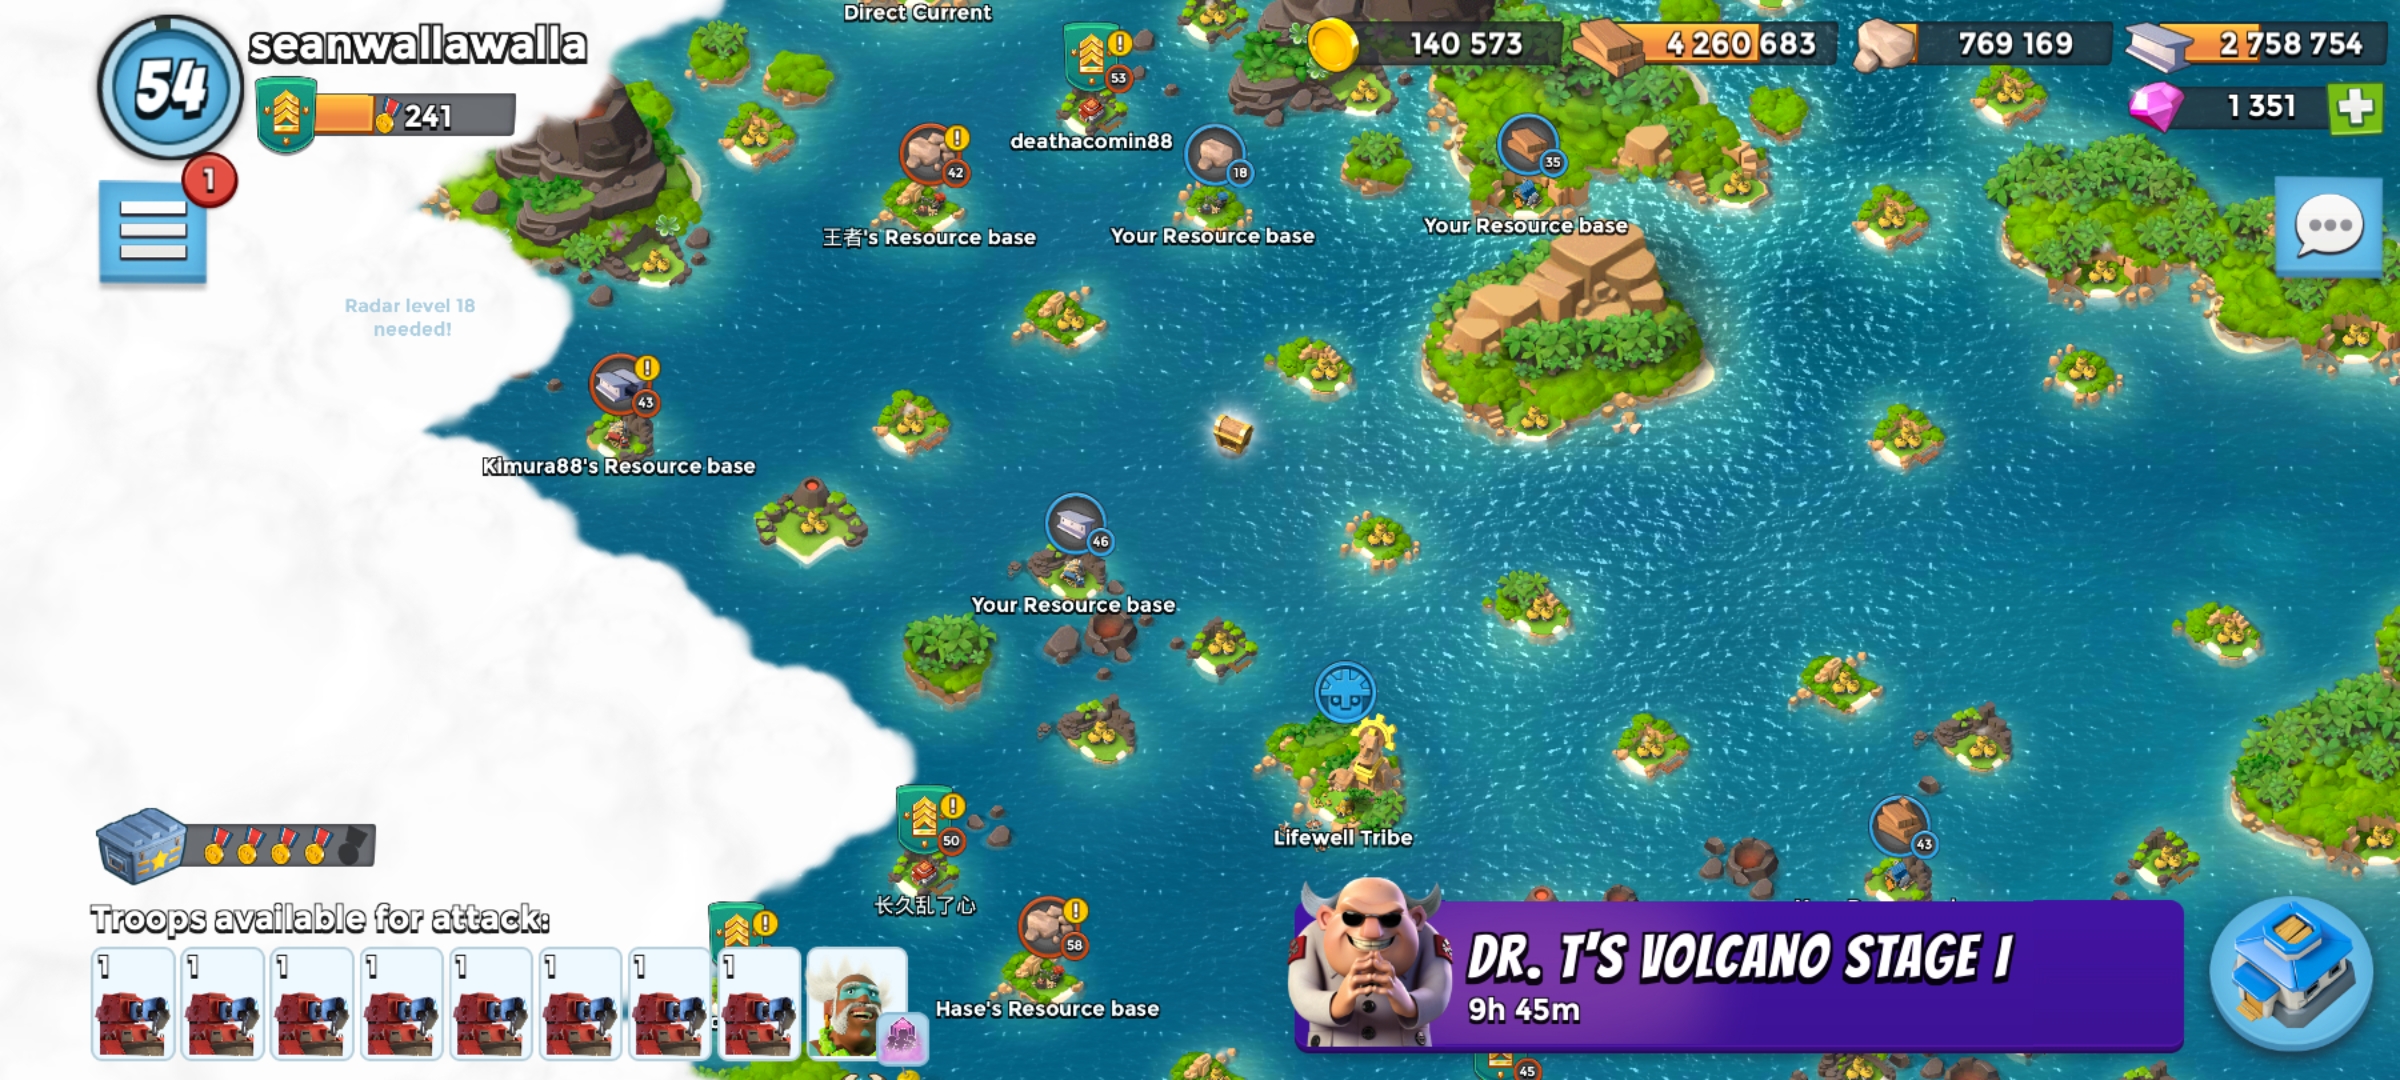 Direct Current
seanwallawalla
54
241
140 573
4 260 683
769 169
2 758 754
1 351
1
!
53
deathacomin88
!
42
王者's Resource base
18
Your Resource base
35
Your Resource base
Radar level 18
needed!
!
43
Kimura88's Resource base
46
Your Resource base
Lifewell Tribe
!
50
长久乱了心
!
58
Hase's Resource base
43
!
Troops available for attack:
1
1
1
1
1
1
1
1
DR. T'S VOLCANO STAGE I
9h 45m
45